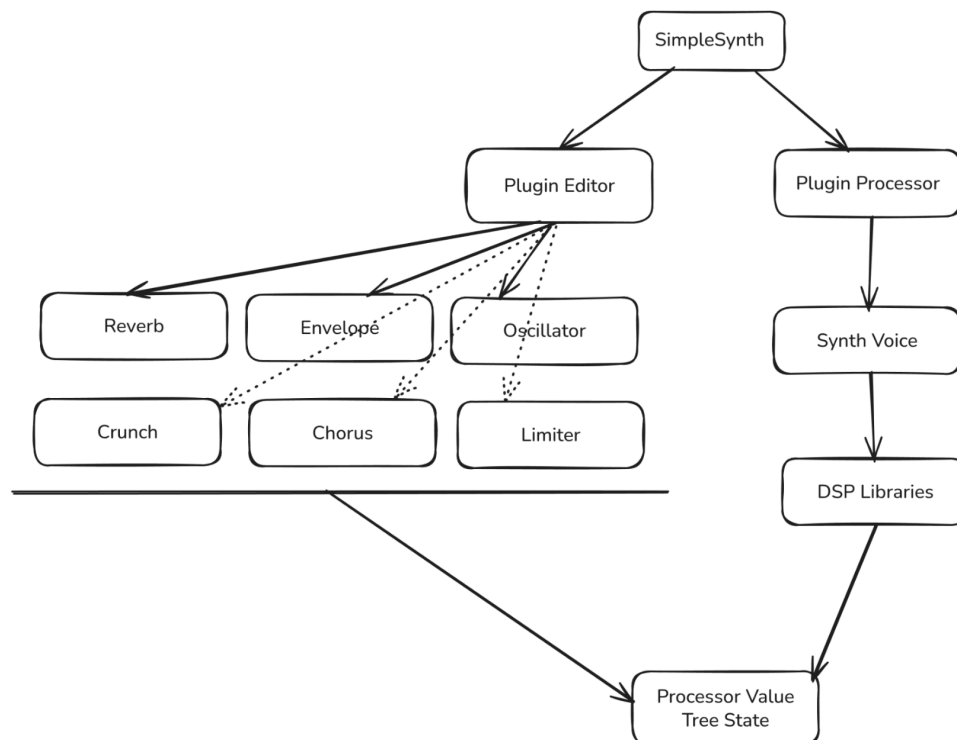 SimpleSynth
Plugin Editor
Plugin Processor
Reverb
Envelope
Oscillator
Synth Voice
Crunch
Chorus
Limiter
DSP Libraries
Processor Value
Tree State